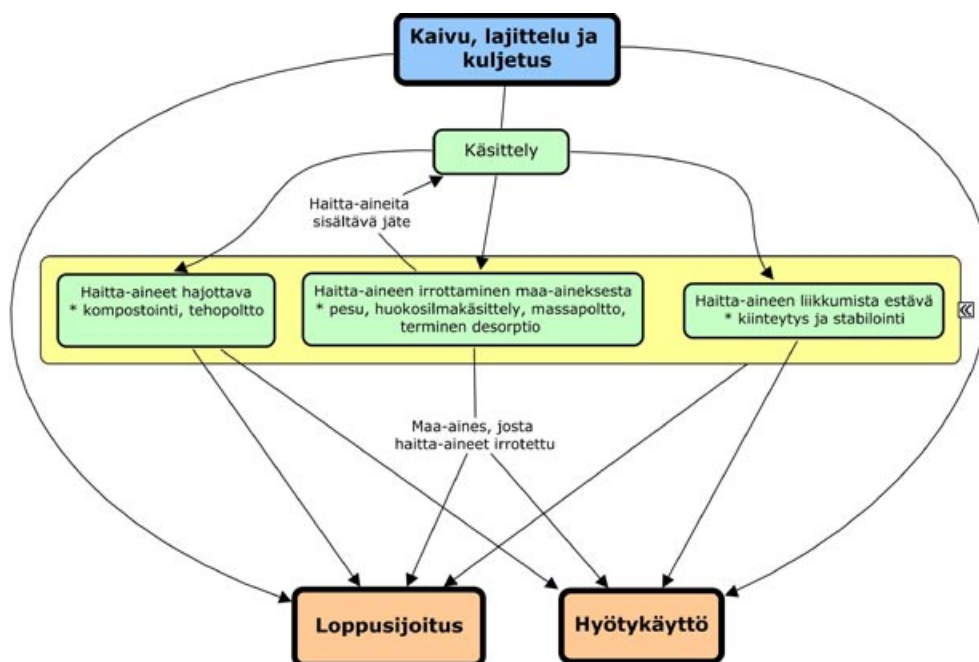 Kaivu, lajittelu ja
kuljetus
Käsittely
Haitta-aineita
sisältävä jäte
Haitta-aineet hajottava
* kompostointi, tehopoltto
Haitta-aineen irrottaminen maa-aineksesta
* pesu, huokosilmakäsittely, massapoltto,
terminen desorptio
Haitta-aineen liikkumista estävä
* kiinteytys ja stabilointi
Maa-aines, josta
haitta-aineet irrotettu
Loppusijoitus
Hyötykäyttö